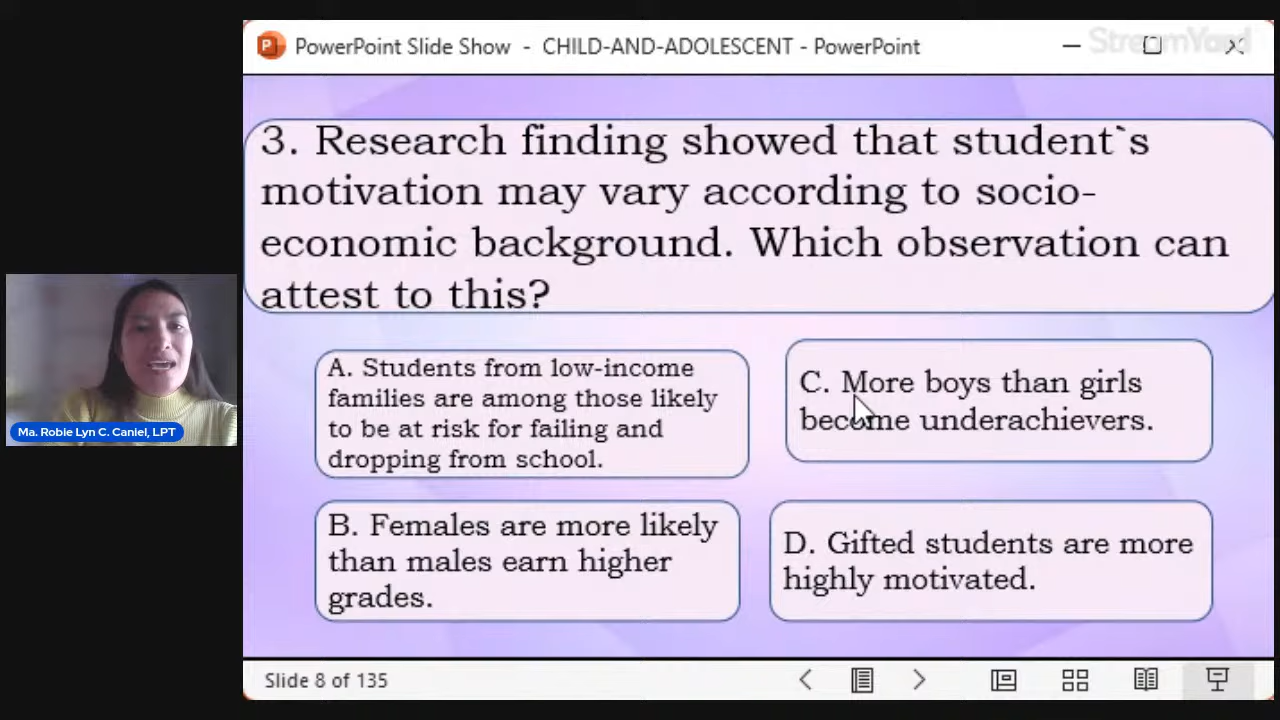 PowerPoint Slide Show - CHILD-AND-ADOLESCENT - PowerPoint
StreamYard
3. Research finding showed that student`s
motivation may vary according to socio-
economic background. Which observation can
attest to this?
A. Students from low-income
families are among those likely
to be at risk for failing and
dropping from school.
C. More boys than girls
become underachievers.
B. Females are more likely
than males earn higher
grades.
D. Gifted students are more
highly motivated.
Ma. Robie Lyn C. Caniel, LPT
Slide 8 of 135